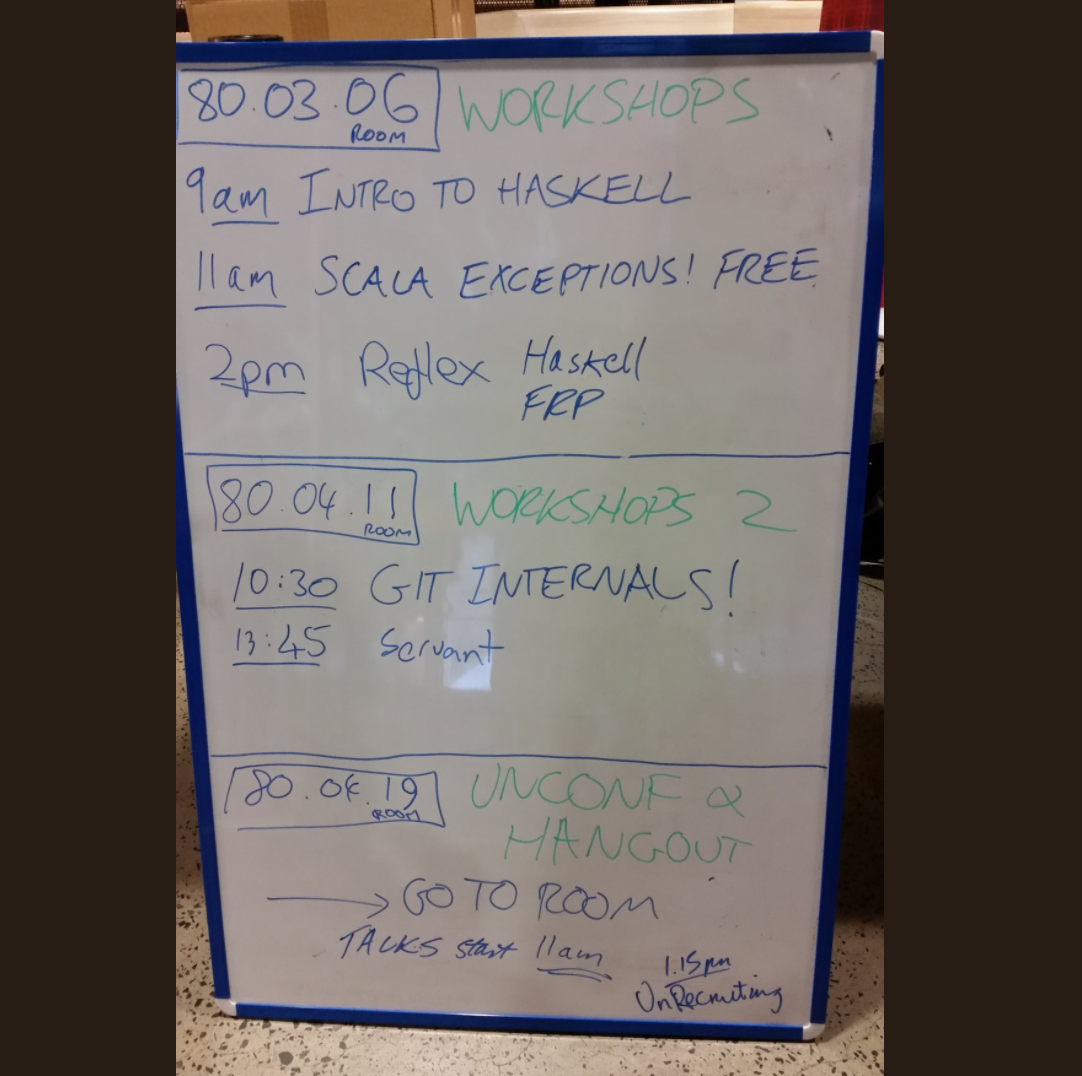 80.03.06 WORKSHOPS
ROOM
9am INTRO TO HASKELL
11am SCALA EXCEPTIONS! FREE
2pm Reflex Haskell
FRP
80.04.11 WORKSHOPS 2
ROOM
10:30 GIT INTERNALS!
13:45 Servant
80.04.19 UNCONF &
ROOM
HANGOUT
→ GO TO ROOM
TALKS start 11am
1.15pm
UnRecruiting